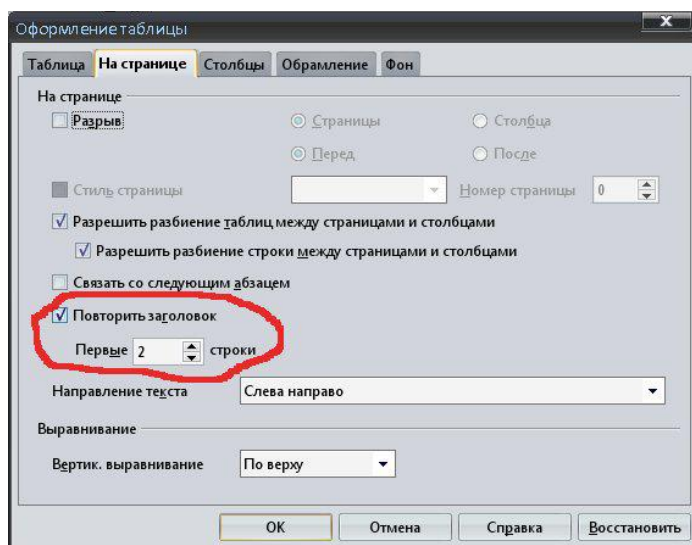 Оформление таблицы
X
Таблица На странице Столбцы Обрамление Фон
На странице
Разрыв Страницы Столбца
Перед После
Стиль страницы Номер страницы 0
Разрешить разбиение таблиц между страницами и столбцами
Разрешить разбиение строки между страницами и столбцами
Связать со следующим абзацем
Повторить заголовок
Первые 2 строки
Направление текста Слева направо
Выравнивание
Вертик. выравнивание По верху
ОК Отмена Справка Восстановить